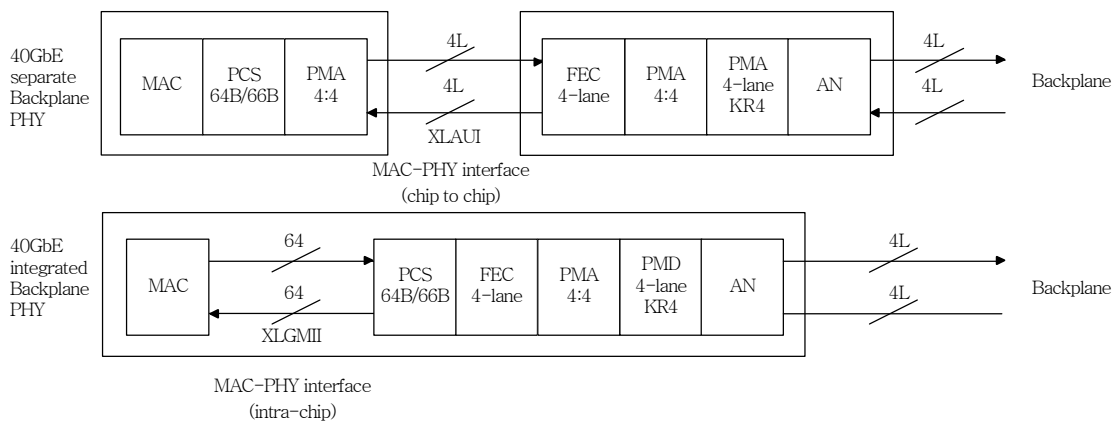 40GbE
separate
Backplane
PHY
MAC
PCS
64B/66B
PMA
4:4
4L
4L
XLAUI
FEC
4-lane
PMA
4:4
PMA
4-lane
KR4
AN
4L
4L
Backplane
MAC-PHY interface
(chip to chip)
40GbE
integrated
Backplane
PHY
MAC
64
64
XLGMII
PCS
64B/66B
FEC
4-lane
PMA
4:4
PMD
4-lane
KR4
AN
4L
4L
Backplane
MAC-PHY interface
(intra-chip)